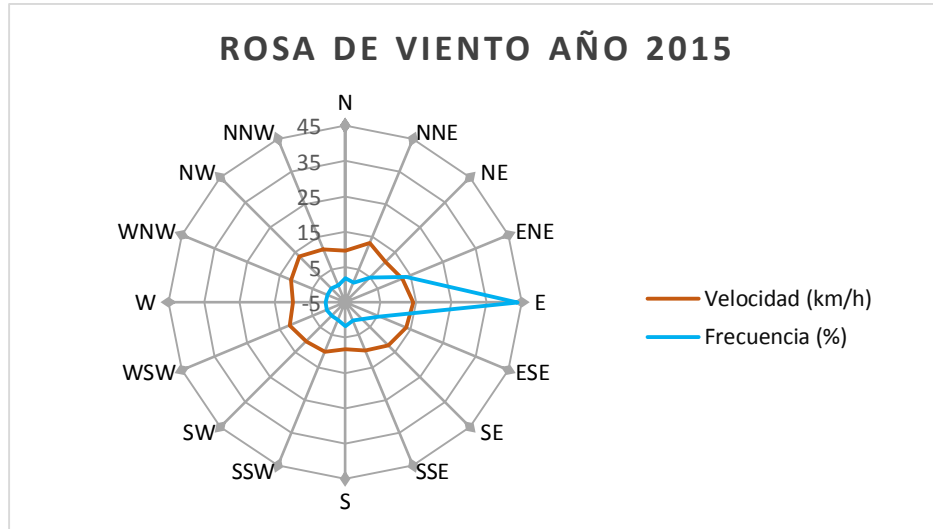 ROSA DE VIENTO AÑO 2015
N
NNE
NE
ENE
E
ESE
SE
SSE
S
SSW
SW
WSW
W
WNW
NW
NNW
45
35
25
15
5
-5
Velocidad (km/h)
Frecuencia (%)